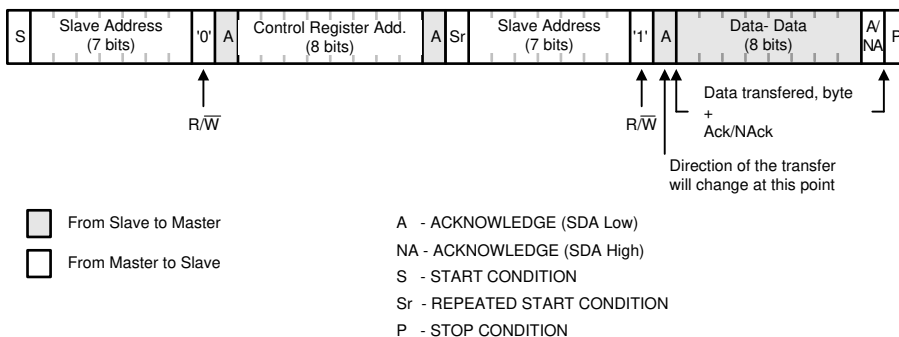 S Slave Address (7 bits) '0' A Control Register Add. (8 bits) A Sr Slave Address (7 bits) '1' A Data- Data (8 bits) A/NA P
R/W̅
R/W̅
Data transfered, byte
+
Ack/NAck
Direction of the transfer
will change at this point
From Slave to Master
From Master to Slave
A - ACKNOWLEDGE (SDA Low)
NA - ACKNOWLEDGE (SDA High)
S - START CONDITION
Sr - REPEATED START CONDITION
P - STOP CONDITION